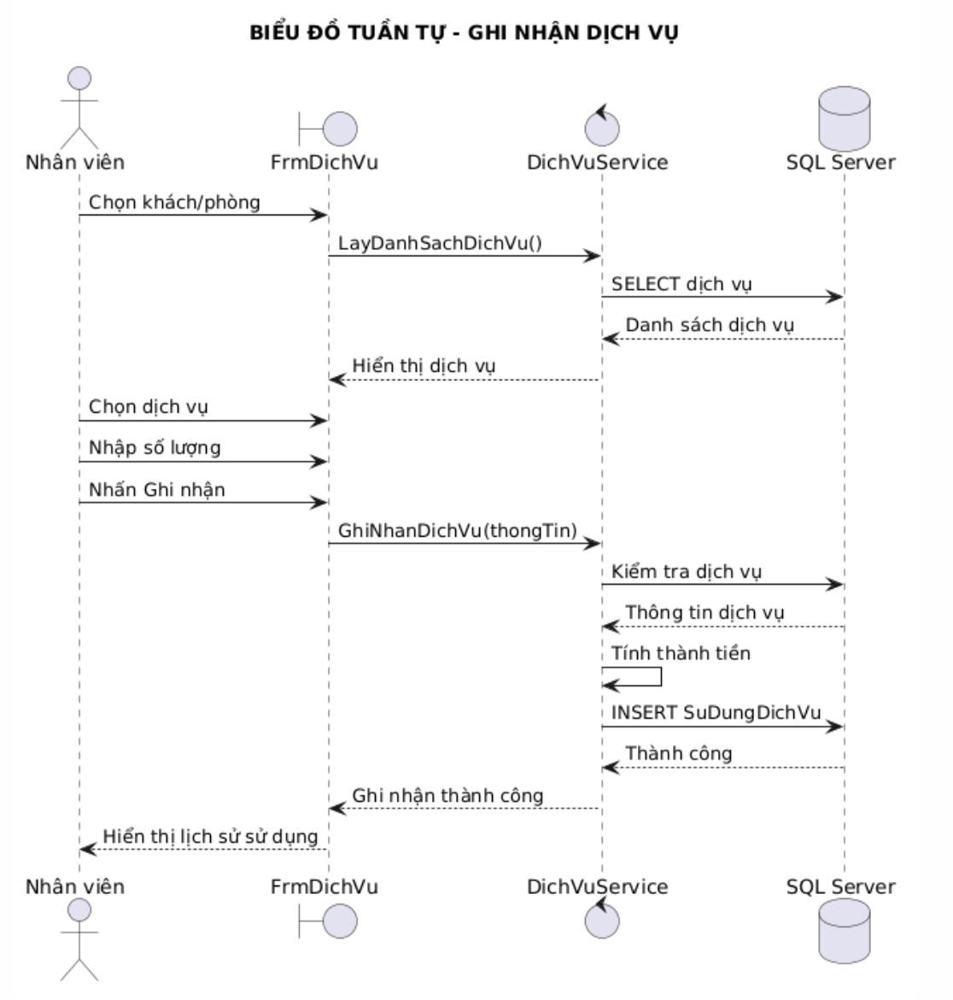 BIỂU ĐỒ TUẦN TỰ - GHI NHẬN DỊCH VỤ
Nhân viên
FrmDichVu
DichVuService
SQL Server
Chọn khách/phòng
LayDanhSachDichVu()
SELECT dịch vụ
Danh sách dịch vụ
Hiển thị dịch vụ
Chọn dịch vụ
Nhập số lượng
Nhấn Ghi nhận
GhiNhanDichVu(thongTin)
Kiểm tra dịch vụ
Thông tin dịch vụ
Tính thành tiền
INSERT SuDungDichVu
Thành công
Ghi nhận thành công
Hiển thị lịch sử sử dụng
Nhân viên
FrmDichVu
DichVuService
SQL Server